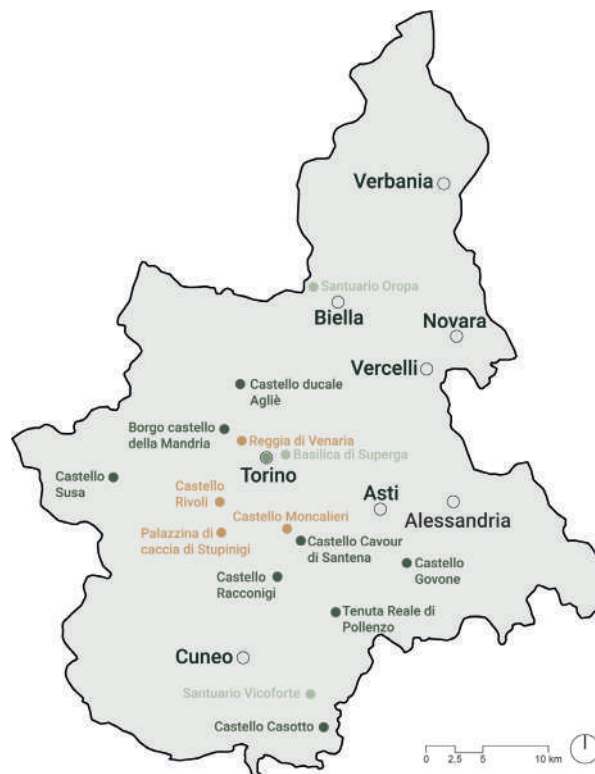 Verbania
Santuario Oropa
Biella
Novara
Vercelli
Castello ducale
Agliè
Borgo castello
della Mandria
Reggia di Venaria
Basilica di Superga
Torino
Castello
Susa
Castello
Rivoli
Asti
Alessandria
Castello Moncalieri
Palazzina di
caccia di Stupinigi
Castello Cavour
di Santena
Castello
Govone
Castello
Racconigi
Tenuta Reale di
Pollenzo
Cuneo
Santuario Vicoforte
Castello Casotto
0 2,5 5 10 km